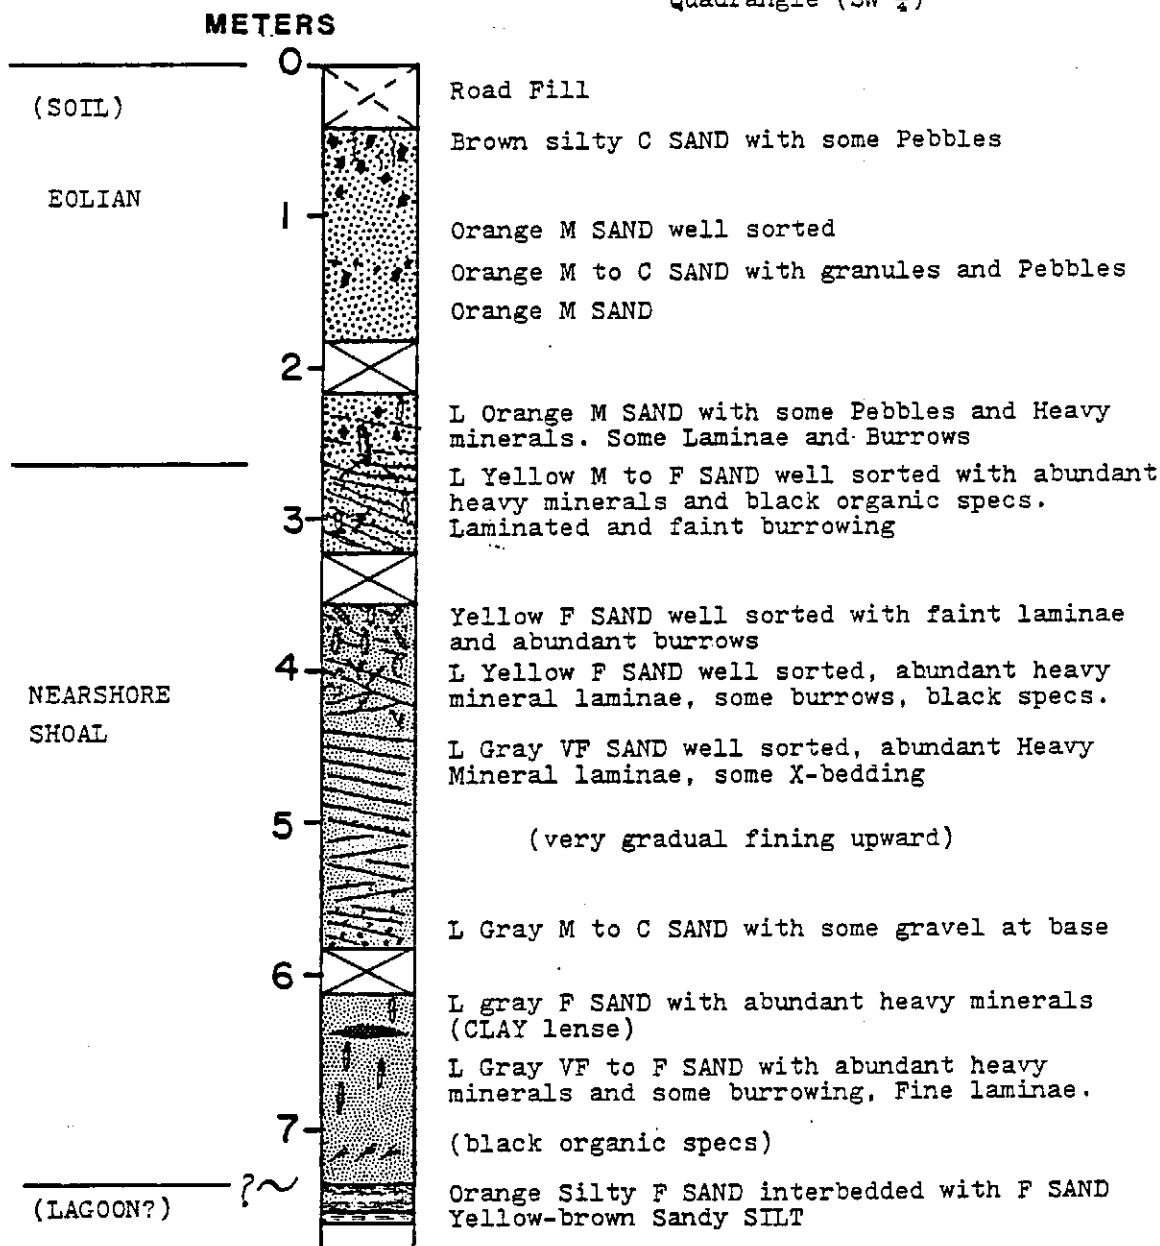 Quadrangle (SW ¼)
METERS
0
(SOIL)
Road Fill
Brown silty C SAND with some Pebbles
EOLIAN
1
Orange M SAND well sorted
Orange M to C SAND with granules and Pebbles
Orange M SAND
2
L Orange M SAND with some Pebbles and Heavy
minerals. Some Laminae and Burrows
L Yellow M to F SAND well sorted with abundant
heavy minerals and black organic specs.
Laminated and faint burrowing
3
Yellow F SAND well sorted with faint laminae
and abundant burrows
4
L Yellow F SAND well sorted, abundant heavy
mineral laminae, some burrows, black specs.
NEARSHORE
SHOAL
L Gray VF SAND well sorted, abundant Heavy
Mineral laminae, some X-bedding
5
(very gradual fining upward)
L Gray M to C SAND with some gravel at base
6
L gray F SAND with abundant heavy minerals
(CLAY lense)
L Gray VF to F SAND with abundant heavy
minerals and some burrowing, Fine laminae.
7
(black organic specs)
?~
(LAGOON?)
Orange Silty F SAND interbedded with F SAND
Yellow-brown Sandy SILT